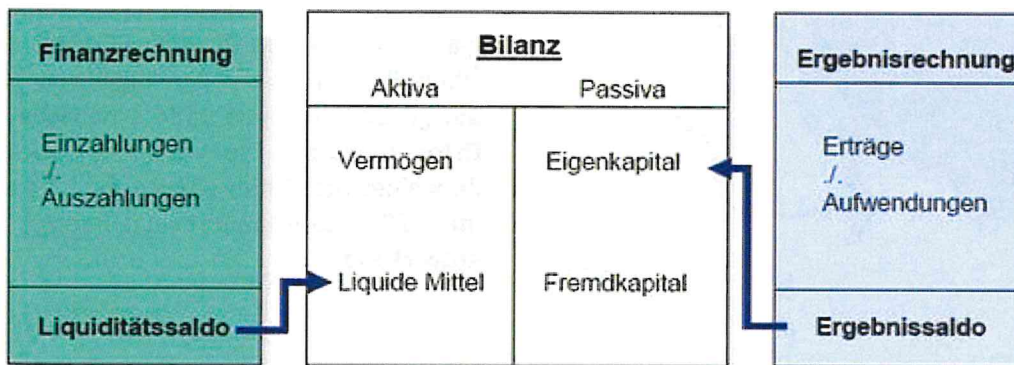 Finanzrechnung
Einzahlungen
./.
Auszahlungen
Liquiditätssaldo
Bilanz
Aktiva
Passiva
Vermögen
Eigenkapital
Liquide Mittel
Fremdkapital
Ergebnisrechnung
Erträge
./.
Aufwendungen
Ergebnissaldo